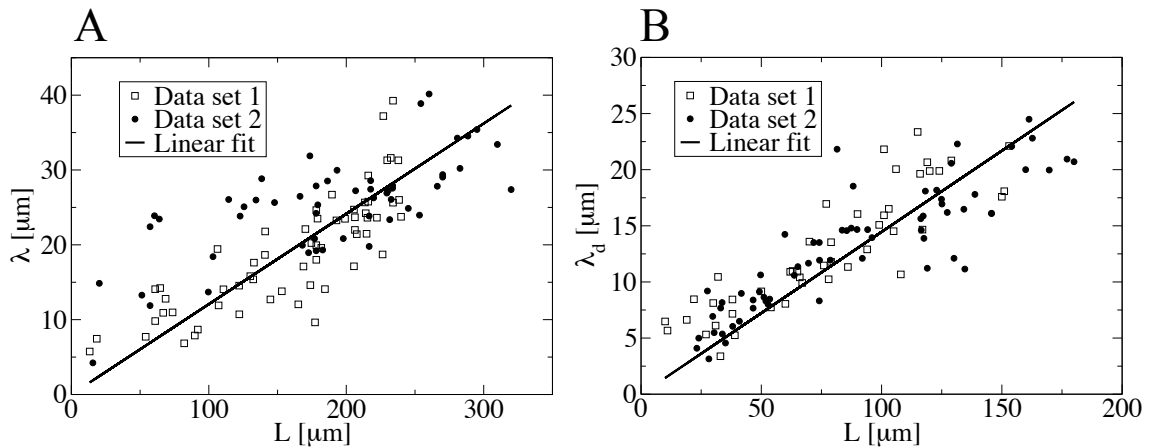 A
λ [μm]
40
30
20
10
0
□ Data set 1
● Data set 2
Linear fit
0 100 200 300
L [μm]
B
λd [μm]
30
25
20
15
10
5
0
□ Data set 1
● Data set 2
Linear fit
0 50 100 150 200
L [μm]